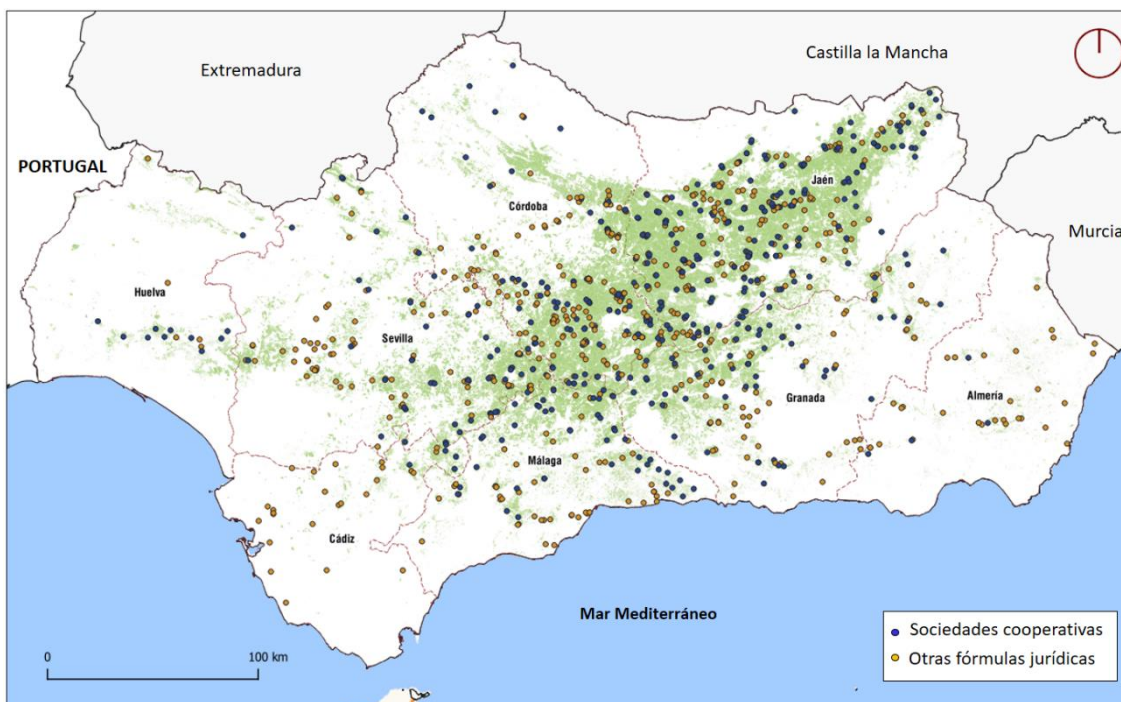 Castilla la Mancha
Extremadura
PORTUGAL
Jaén
Córdoba
Murcia
Huelva
Sevilla
Granada
Almería
Málaga
Cádiz
Mar Mediterráneo
Sociedades cooperativas
Otras fórmulas jurídicas
0 100 km